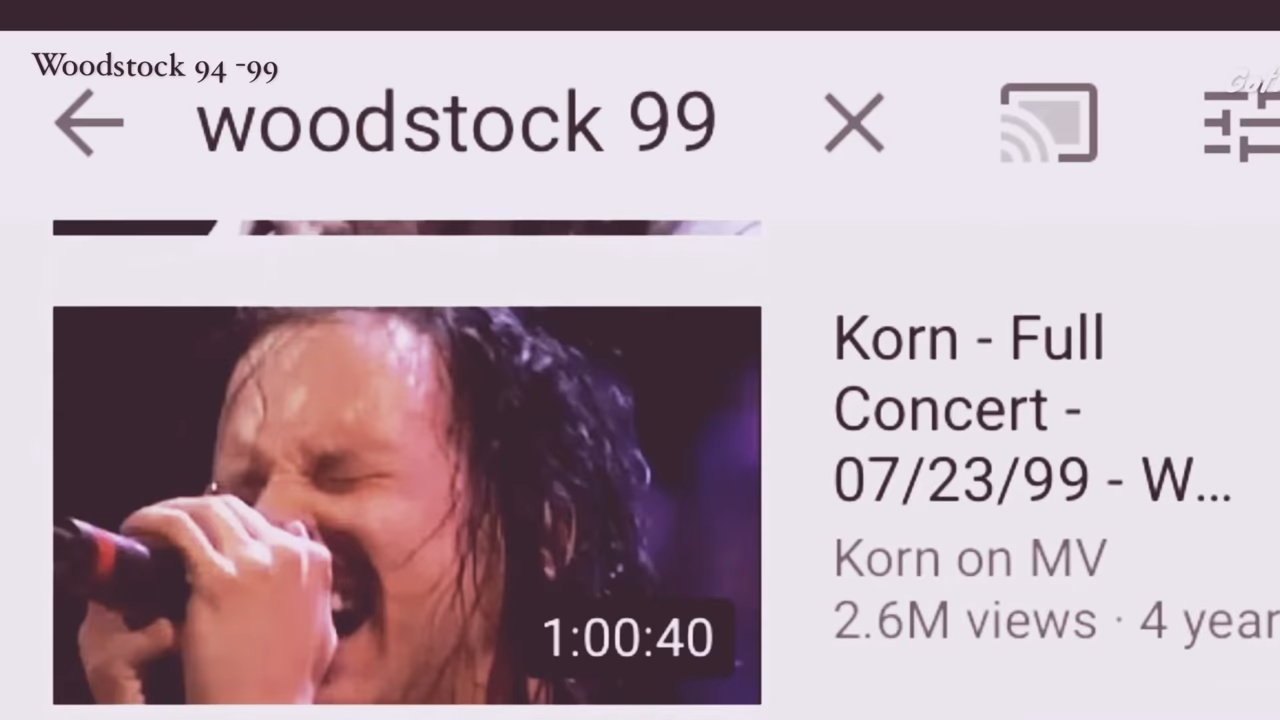 Woodstock 94 -99
woodstock 99
Korn - Full
Concert -
07/23/99 - W...
Korn on MV
2.6M views · 4 year
1:00:40